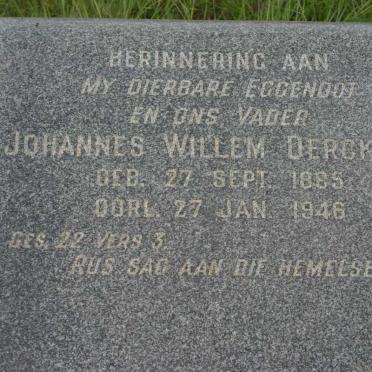 HERINNERING AAN
MY DIERBARE EGGENOOT
EN ONS VADER
JOHANNES WILLEM DERCK
GEB. 27 SEPT. 1885
OORL. 27 JAN. 1946
GES. 22 VERS 3.
RUS SAG AAN DIE HEMELSE